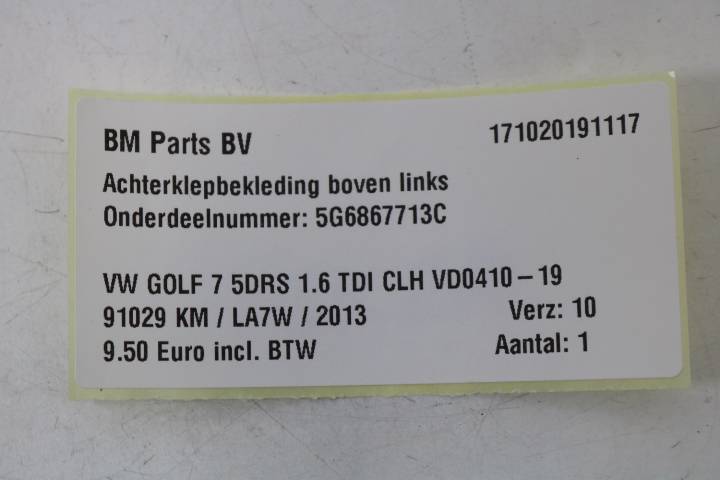 BM Parts BV 171020191117
Achterklepbekleding boven links
Onderdeelnummer: 5G6867713C
VW GOLF 7 5DRS 1.6 TDI CLH VD0410-19
91029 KM / LA7W / 2013 Verz: 10
9.50 Euro incl. BTW Aantal: 1